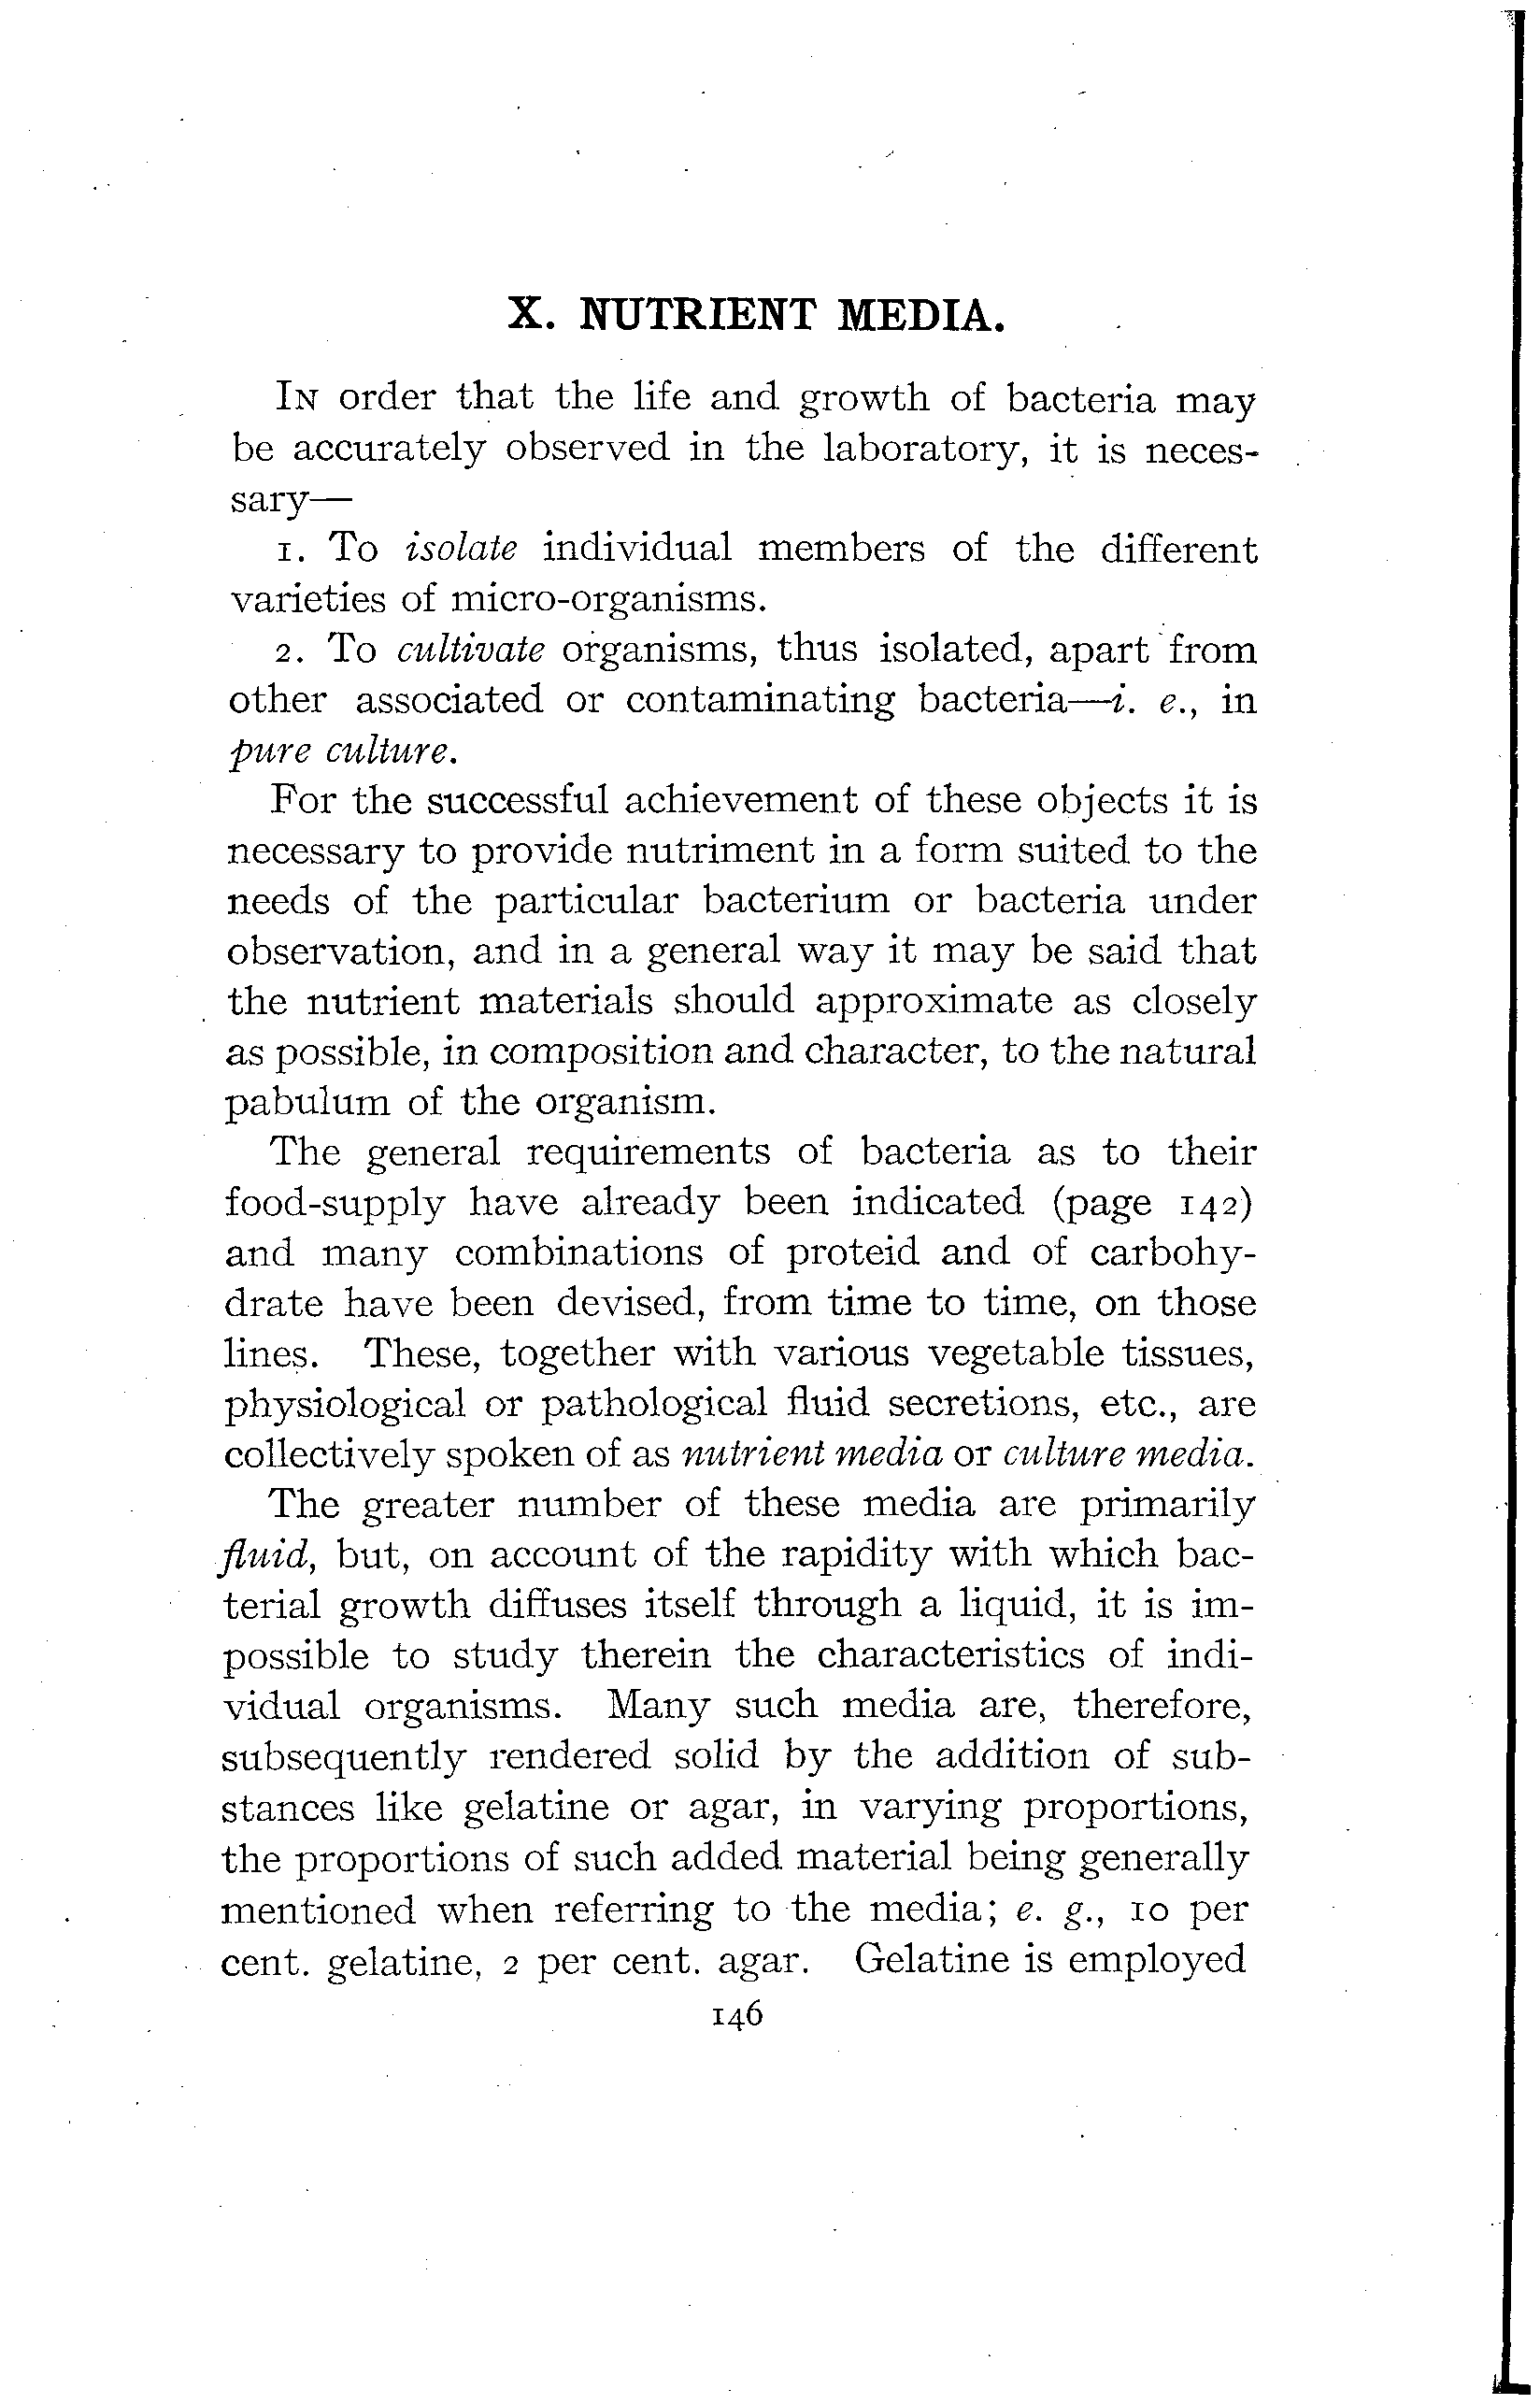 X. NUTRIENT MEDIA.
IN order that the life and growth of bacteria may
be accurately observed in the laboratory, it is neces-
sary—
1. To isolate individual members of the different
varieties of micro-organisms.
2. To cultivate organisms, thus isolated, apart from
other associated or contaminating bacteria—i. e., in
pure culture.
For the successful achievement of these objects it is
necessary to provide nutriment in a form suited to the
needs of the particular bacterium or bacteria under
observation, and in a general way it may be said that
the nutrient materials should approximate as closely
as possible, in composition and character, to the natural
pabulum of the organism.
The general requirements of bacteria as to their
food-supply have already been indicated (page 142)
and many combinations of proteid and of carbohy-
drate have been devised, from time to time, on those
lines. These, together with various vegetable tissues,
physiological or pathological fluid secretions, etc., are
collectively spoken of as nutrient media or culture media.
The greater number of these media are primarily
fluid, but, on account of the rapidity with which bac-
terial growth diffuses itself through a liquid, it is im-
possible to study therein the characteristics of indi-
vidual organisms. Many such media are, therefore,
subsequently rendered solid by the addition of sub-
stances like gelatine or agar, in varying proportions,
the proportions of such added material being generally
mentioned when referring to the media; e. g., 10 per
cent. gelatine, 2 per cent. agar. Gelatine is employed
146